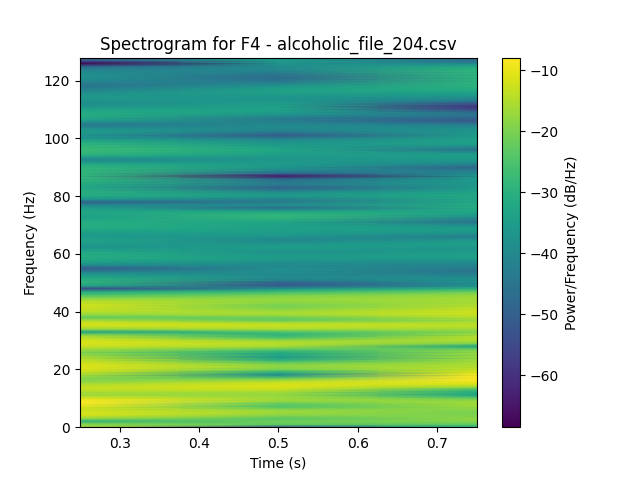 Spectrogram for F4 - alcoholic_file_204.csv
120
100
80
60
40
20
0
Frequency (Hz)
0.3 0.4 0.5 0.6 0.7
Time (s)
−10
−20
−30
−40
−50
−60
Power/Frequency (dB/Hz)